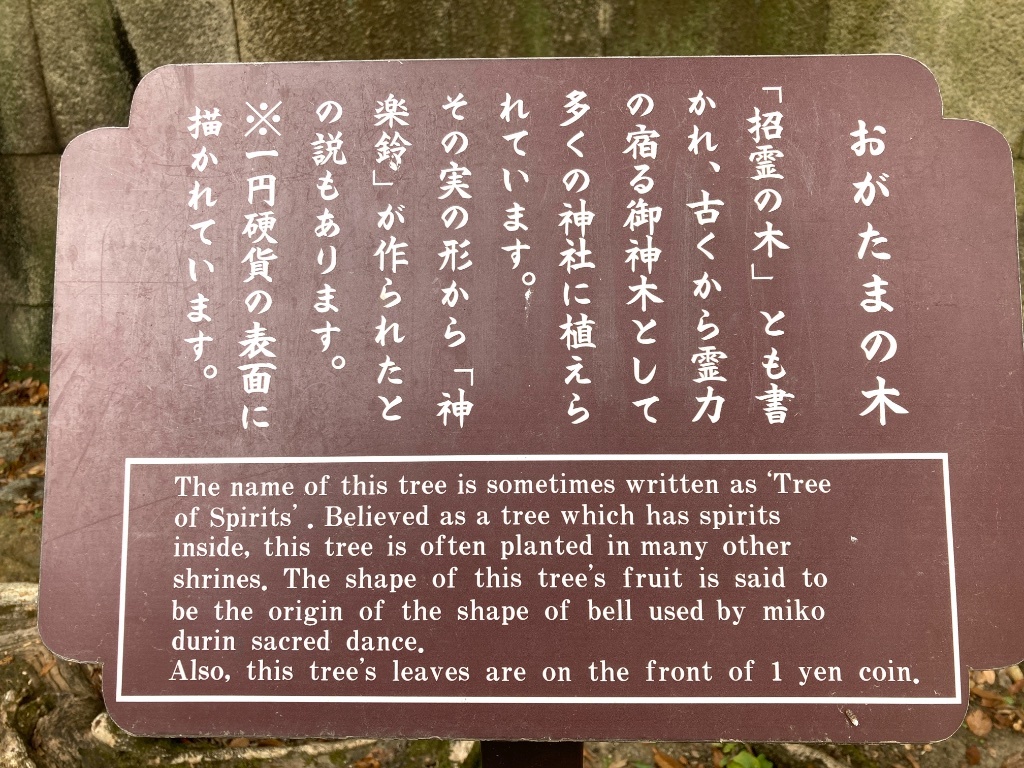 おがたまの木
「招霊の木」とも書
かれ、古くから霊力
の宿る御神木として
多くの神社に植えら
れています。
その実の形から「神
楽鈴」が作られたと
の説もあります。
※一円硬貨の表面に
描かれています。
The name of this tree is sometimes written as ‘Tree
of Spirits’ . Believed as a tree which has spirits
inside, this tree is often planted in many other
shrines. The shape of this tree’s fruit is said to
be the origin of the shape of bell used by miko
durin sacred dance.
Also, this tree’s leaves are on the front of 1 yen coin.